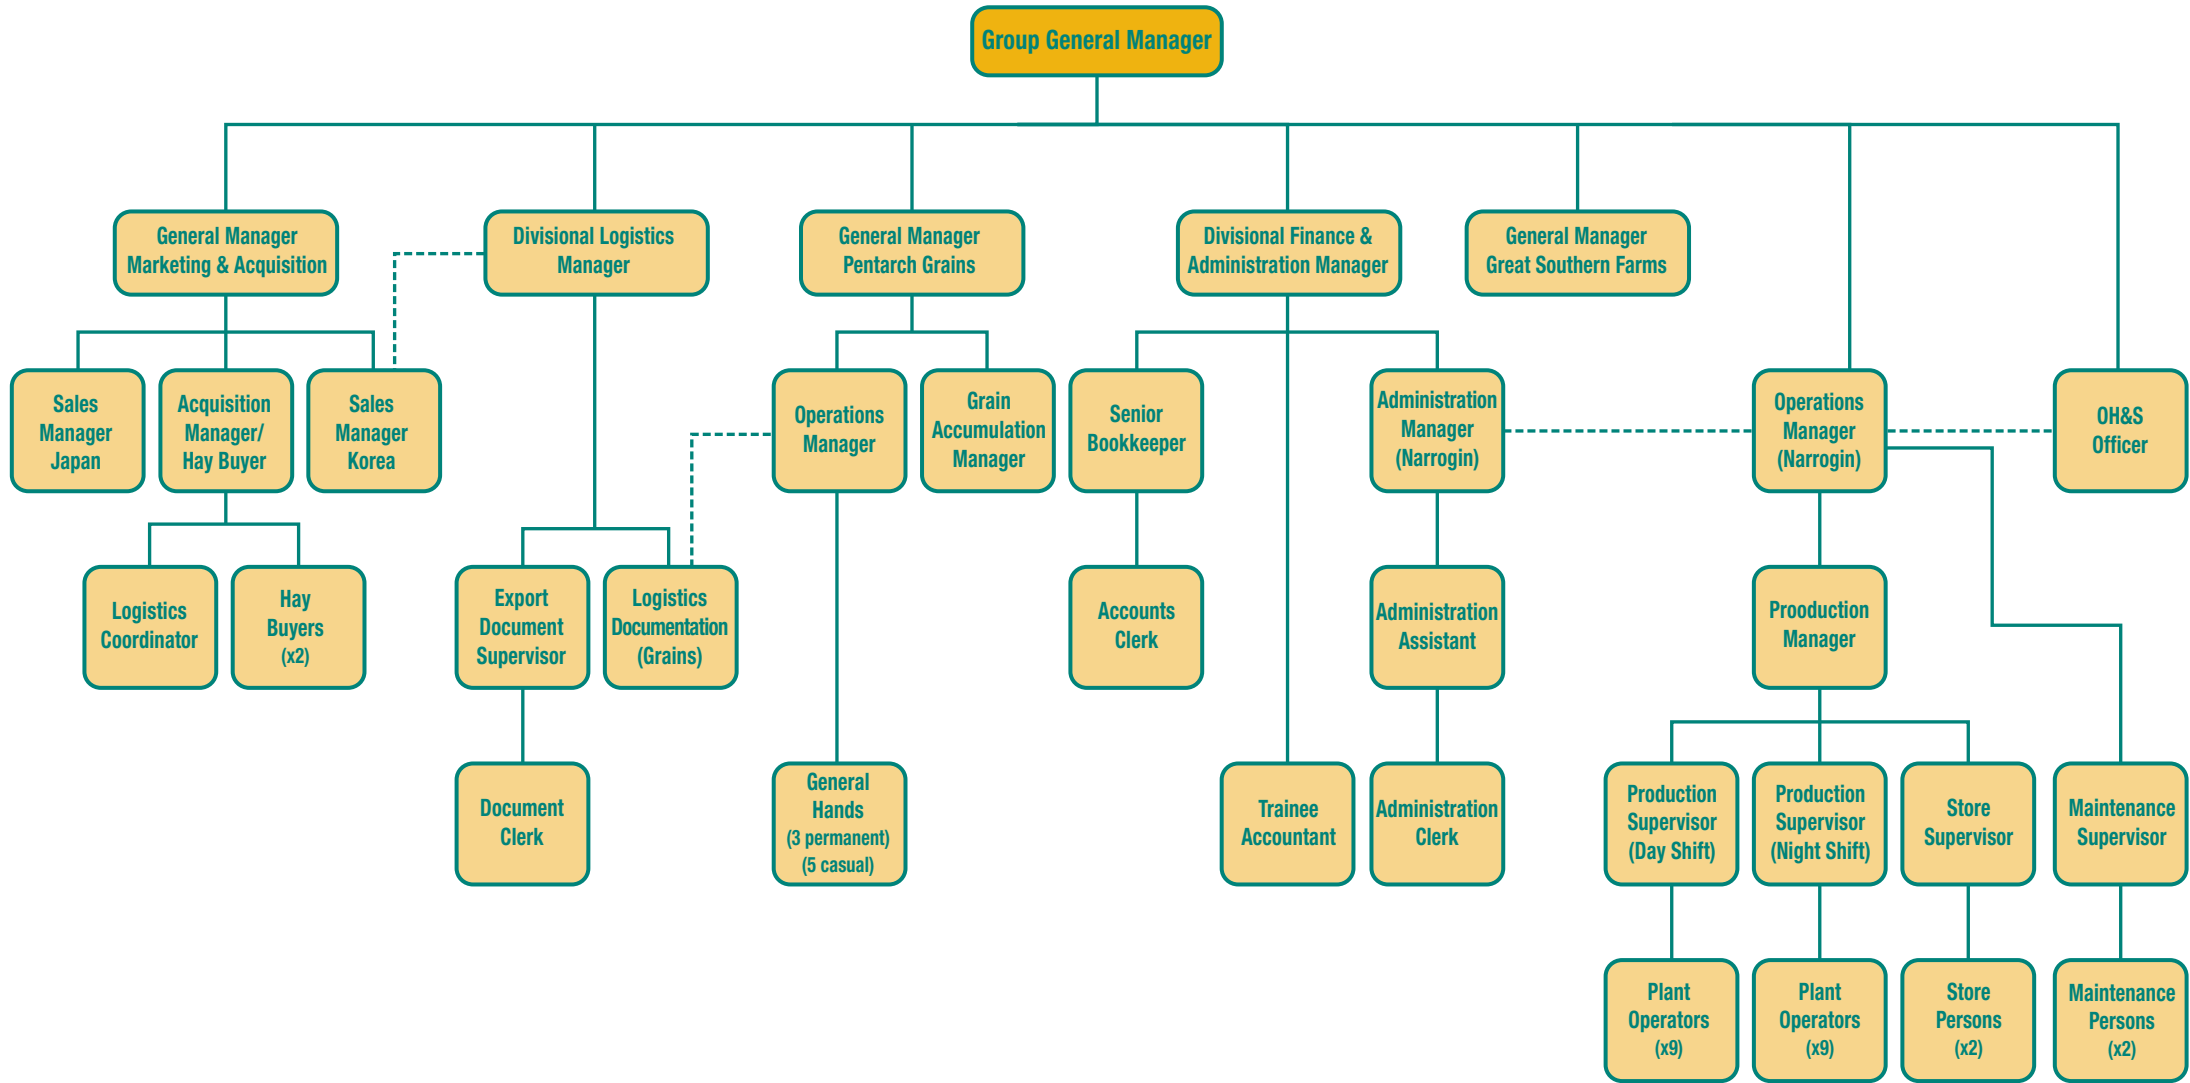 Group General Manager
General Manager
Marketing & Acquisition
Divisional Logistics
Manager
General Manager
Pentarch Grains
Divisional Finance &
Administration Manager
General Manager
Great Southern Farms
Sales
Manager
Japan
Acquisition
Manager/
Hay Buyer
Sales
Manager
Korea
Operations
Manager
Grain
Accumulation
Manager
Senior
Bookkeeper
Administration
Manager
(Narrogin)
Operations
Manager
(Narrogin)
OH&S
Officer
Logistics
Coordinator
Hay
Buyers
(x2)
Export
Document
Supervisor
Logistics
Documentation
(Grains)
Accounts
Clerk
Administration
Assistant
Prooduction
Manager
Document
Clerk
General
Hands
(3 permanent)
(5 casual)
Trainee
Accountant
Administration
Clerk
Production
Supervisor
(Day Shift)
Production
Supervisor
(Night Shift)
Store
Supervisor
Maintenance
Supervisor
Plant
Operators
(x9)
Plant
Operators
(x9)
Store
Persons
(x2)
Maintenance
Persons
(x2)